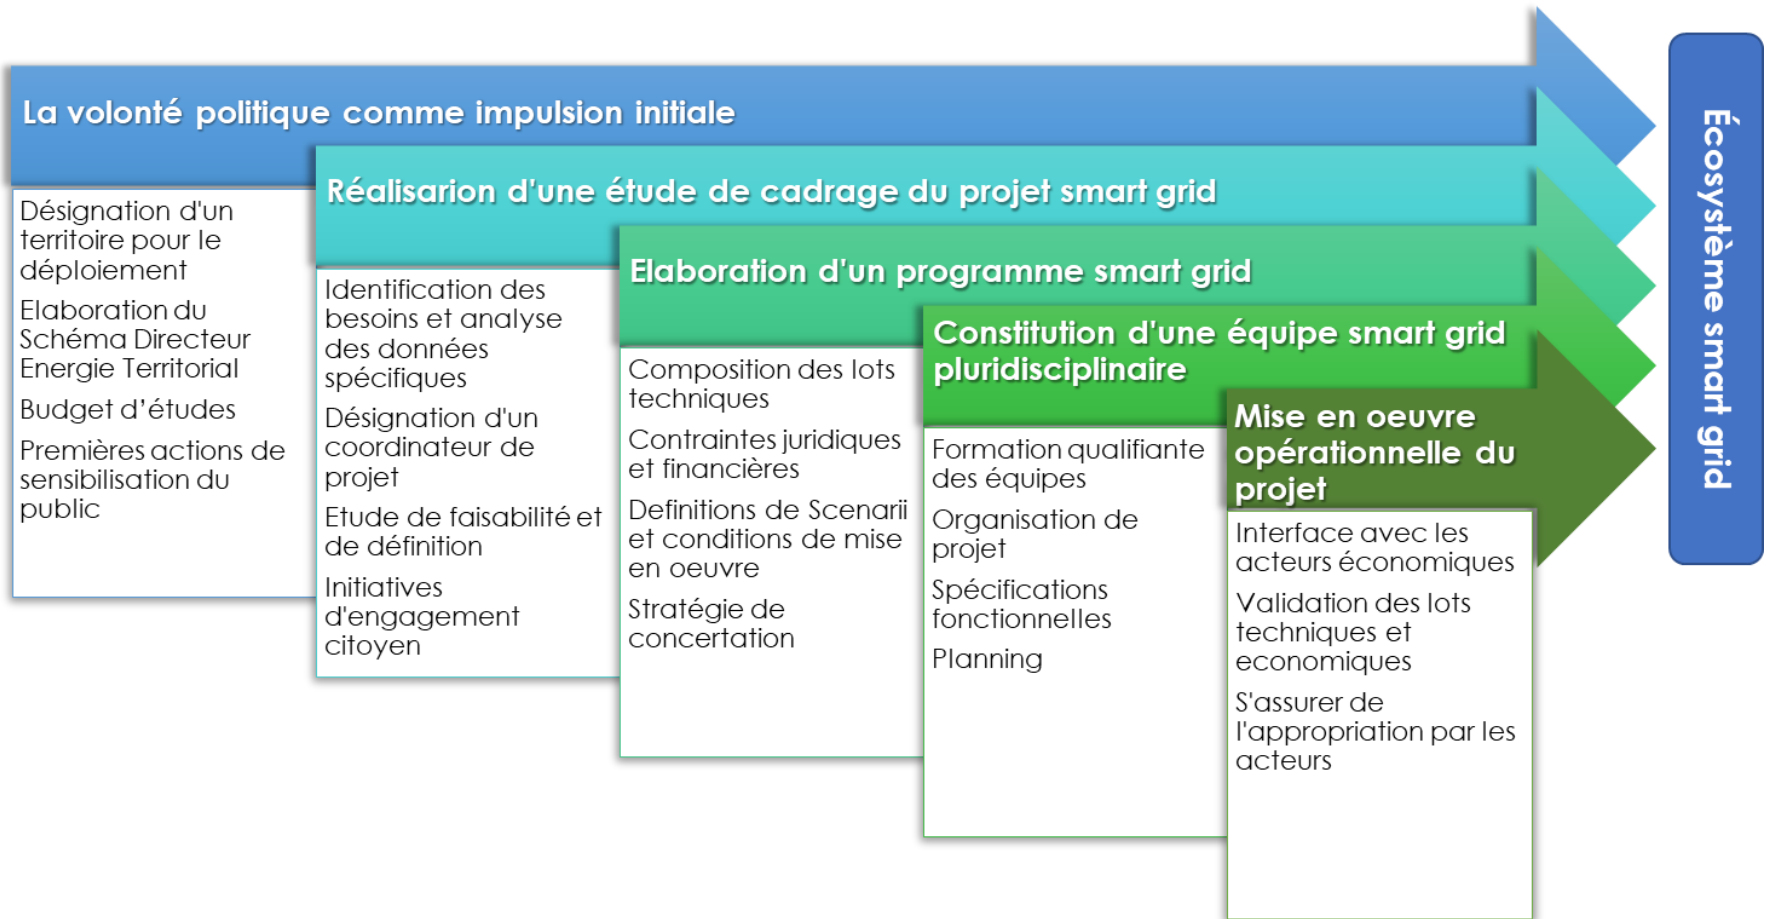 La volonté politique comme impulsion initiale
Désignation d'un
territoire pour le
déploiement
Elaboration du
Schéma Directeur
Energie Territorial
Budget d’études
Premières actions de
sensibilisation du
public
Réalisarion d'une étude de cadrage du projet smart grid
Identification des
besoins et analyse
des données
spécifiques
Désignation d'un
coordinateur de
projet
Etude de faisabilité et
de définition
Initiatives
d'engagement
citoyen
Elaboration d'un programme smart grid
Composition des lots
techniques
Contraintes juridiques
et financières
Definitions de Scenarii
et conditions de mise
en oeuvre
Stratégie de
concertation
Constitution d'une équipe smart grid
pluridisciplinaire
Formation qualifiante
des équipes
Organisation de
projet
Spécifications
fonctionnelles
Planning
Mise en oeuvre
opérationnelle du
projet
Interface avec les
acteurs économiques
Validation des lots
techniques et
economiques
S'assurer de
l'appropriation par les
acteurs
Écosystème smart grid